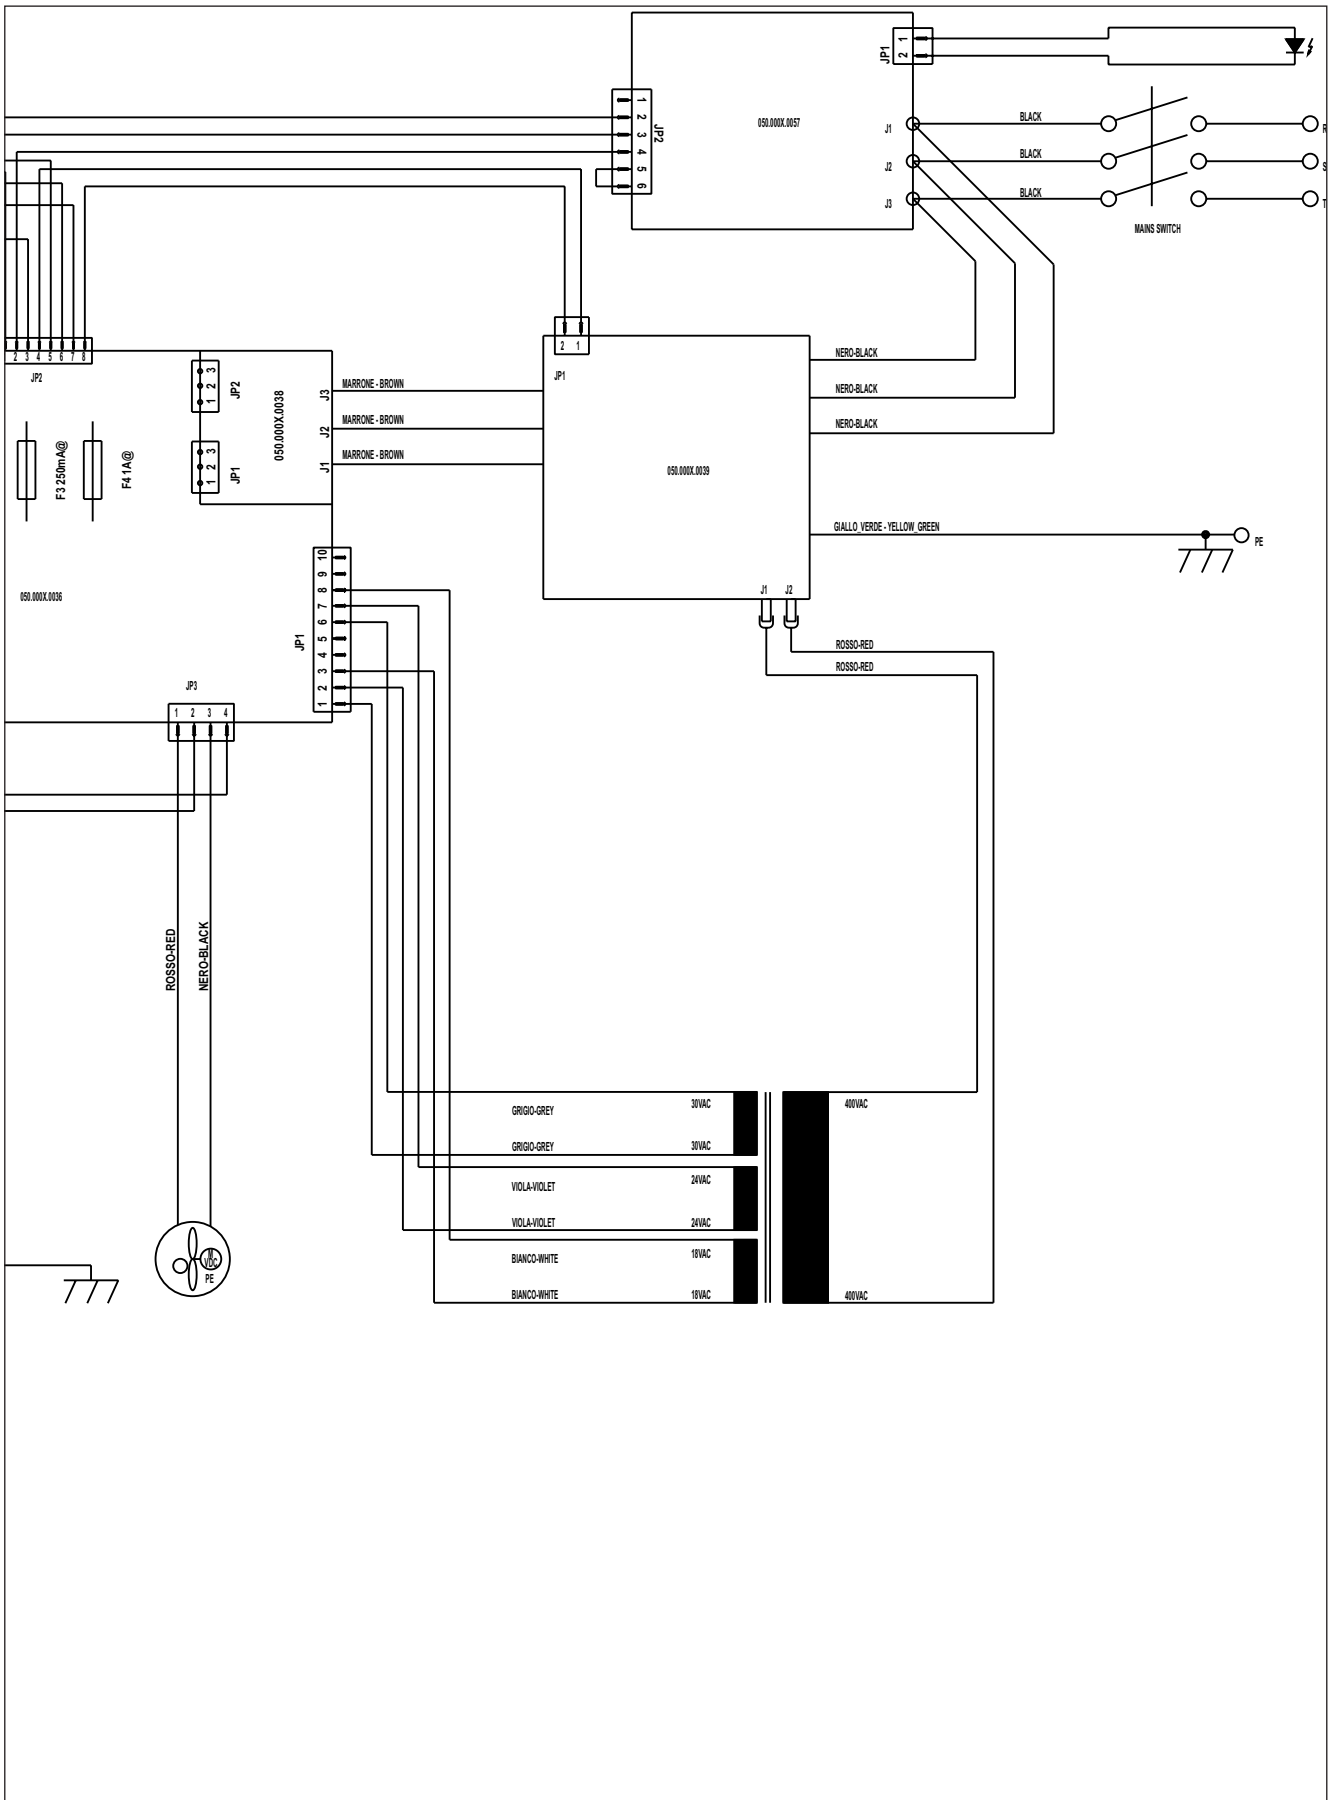 JP1
1
2
R
S
T
J1
J2
J3
BLACK
BLACK
BLACK
MAINS SWITCH
050.000X.0057
JP2
1
2
3
4
5
6
2 3 4 5 6 7 8
JP2
F3 250mA@
F4 1A@
JP2
1 2 3
JP1
1 2 3
050.000X.0038
J3
J2
J1
MARRONE - BROWN
MARRONE - BROWN
MARRONE - BROWN
2 1
JP1
050.000X.0039
NERO-BLACK
NERO-BLACK
NERO-BLACK
GIALLO_VERDE - YELLOW_GREEN
PE
J1 J2
ROSSO-RED
ROSSO-RED
050.000X.0036
JP1
10
9
8
7
6
5
4
3
2
1
JP3
1 2 3 4
ROSSO-RED
NERO-BLACK
M
VDC
PE
GRIGIO-GREY 30VAC
GRIGIO-GREY 30VAC
VIOLA-VIOLET 24VAC
VIOLA-VIOLET 24VAC
BIANCO-WHITE 18VAC
BIANCO-WHITE 18VAC
400VAC
400VAC